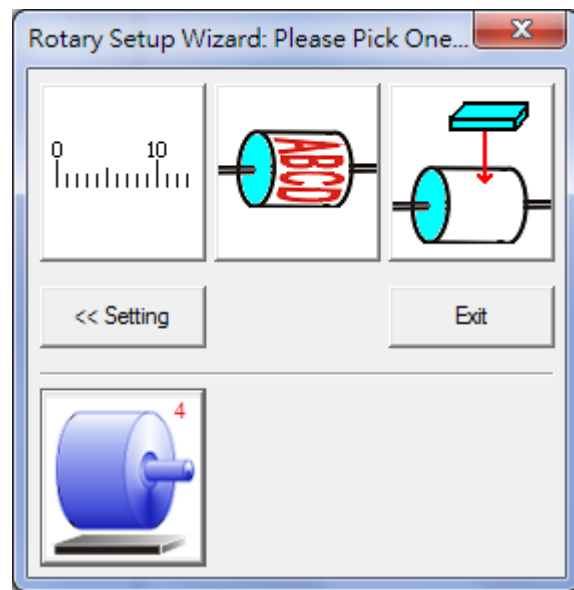 Rotary Setup Wizard: Please Pick One...
0 10
ABCD
<< Setting
Exit
4